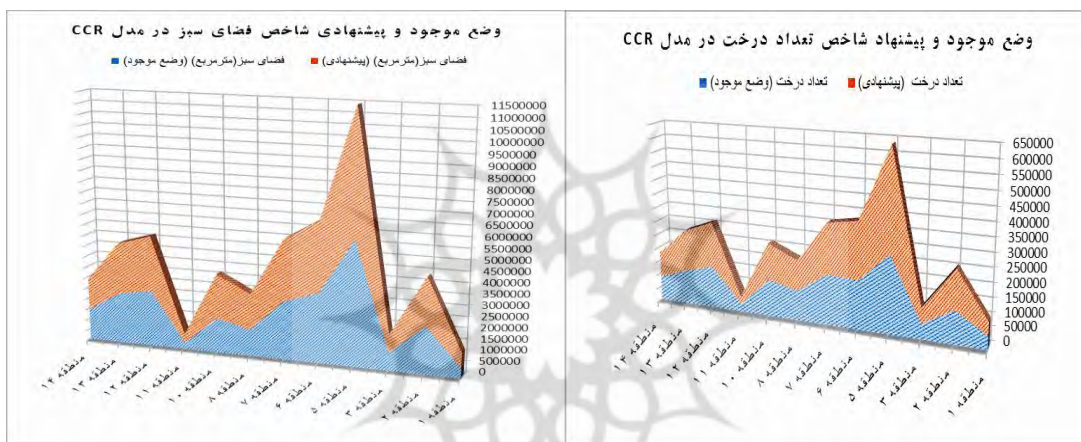 وضع موجود و پیشنهاد شاخص تعداد درخت در مدل CCR
تعداد درخت (پیشنهادی)
تعداد درخت (وضع موجود)
650000
600000
550000
500000
450000
400000
350000
300000
250000
200000
150000
100000
50000
0
منطقه ۱
منطقه ۲
منطقه ۳
منطقه ۵
منطقه ۶
منطقه ۷
منطقه ۸
منطقه ۱۰
منطقه ۱۱
منطقه ۱۲
منطقه ۱۳
منطقه ۱۴
وضع موجود و پیشنهادی شاخص فضای سبز در مدل CCR
فضای سبز(مترمربع) (پیشنهادی)
فضای سبز(مترمربع) (وضع موجود)
11500000
11000000
10500000
10000000
9500000
9000000
8500000
8000000
7500000
7000000
6500000
6000000
5500000
5000000
4500000
4000000
3500000
3000000
2500000
2000000
1500000
1000000
500000
0
منطقه ۱
منطقه ۲
منطقه ۳
منطقه ۵
منطقه ۶
منطقه ۷
منطقه ۸
منطقه ۱۰
منطقه ۱۱
منطقه ۱۲
منطقه ۱۳
منطقه ۱۴